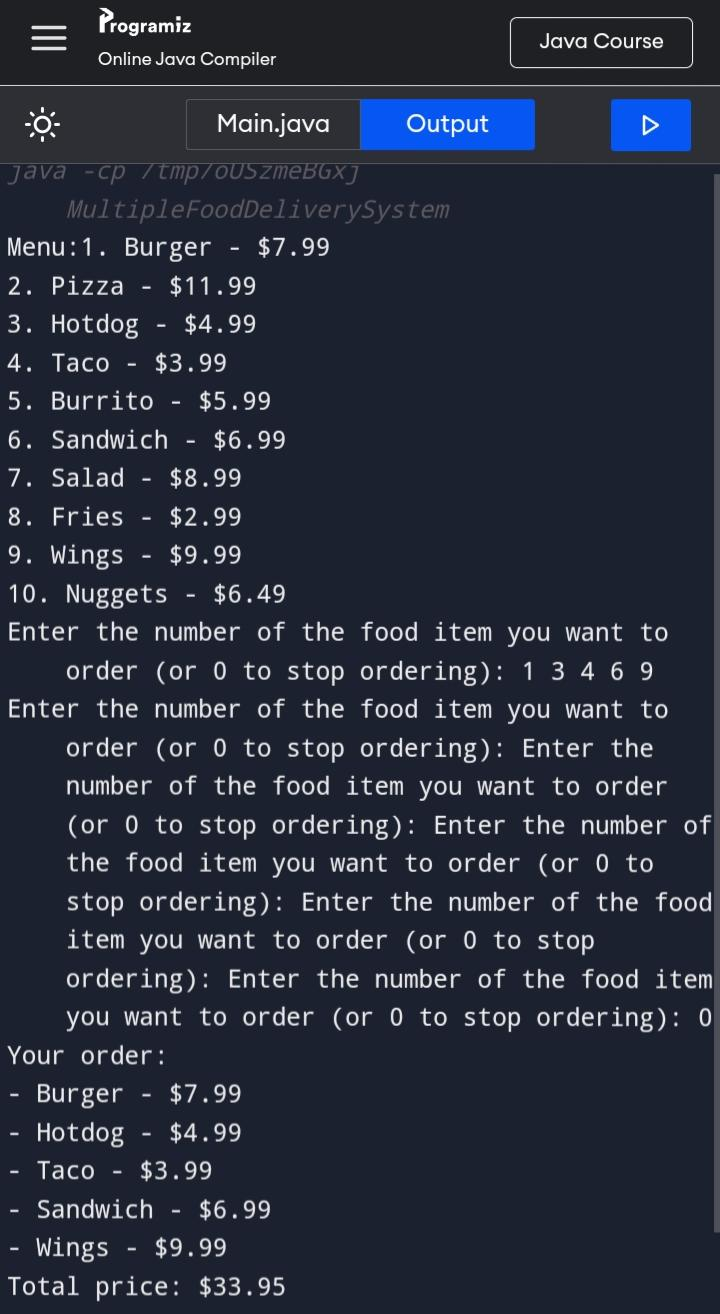 Programiz
Online Java Compiler
Java Course
Main.java
Output
java -cp /tmp/oUSzmeBGxj
MultipleFoodDeliverySystem
Menu:1. Burger - $7.99
2. Pizza - $11.99
3. Hotdog - $4.99
4. Taco - $3.99
5. Burrito - $5.99
6. Sandwich - $6.99
7. Salad - $8.99
8. Fries - $2.99
9. Wings - $9.99
10. Nuggets - $6.49
Enter the number of the food item you want to
order (or 0 to stop ordering): 1 3 4 6 9
Enter the number of the food item you want to
order (or 0 to stop ordering): Enter the
number of the food item you want to order
(or 0 to stop ordering): Enter the number of
the food item you want to order (or 0 to
stop ordering): Enter the number of the food
item you want to order (or 0 to stop
ordering): Enter the number of the food item
you want to order (or 0 to stop ordering): 0
Your order:
- Burger - $7.99
- Hotdog - $4.99
- Taco - $3.99
- Sandwich - $6.99
- Wings - $9.99
Total price: $33.95